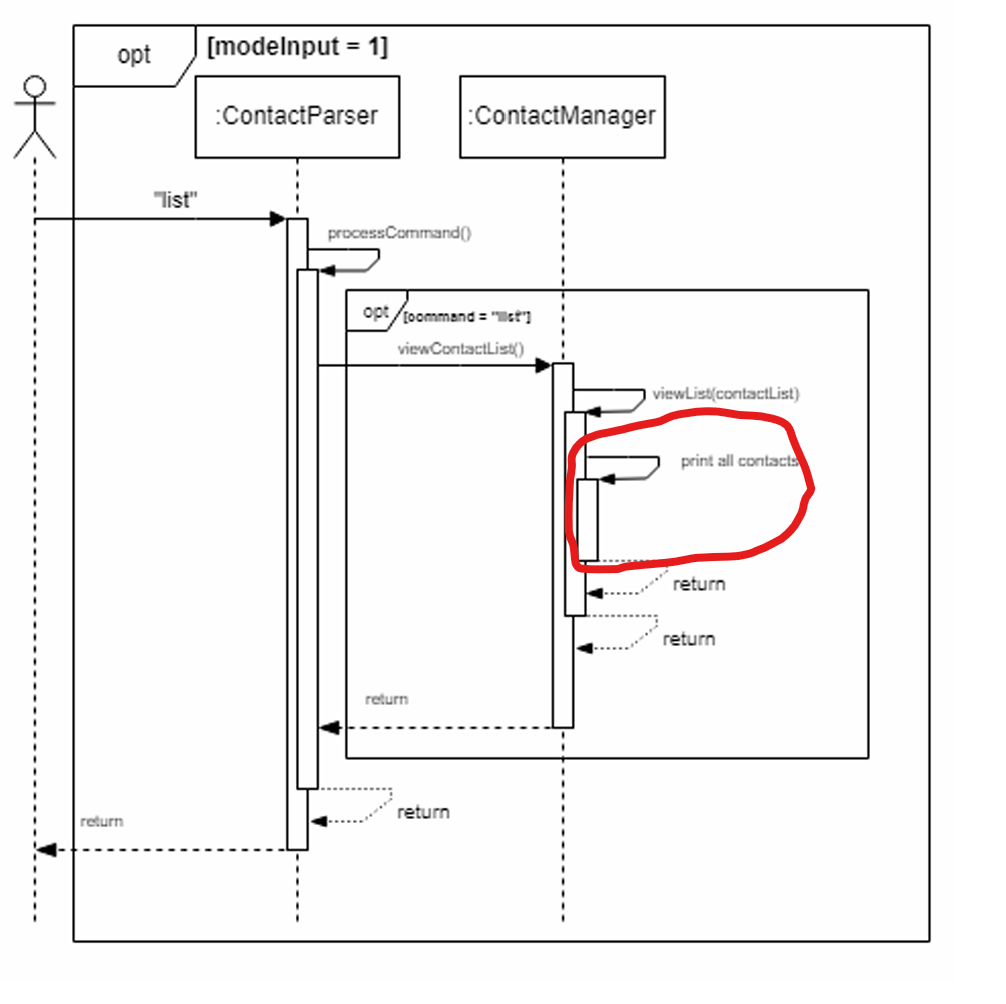 opt
[modeInput = 1]
:ContactParser
:ContactManager
"list"
processCommand()
opt
[command = "list"]
viewContactList()
viewList(contactList)
print all contacts
return
return
return
return
return